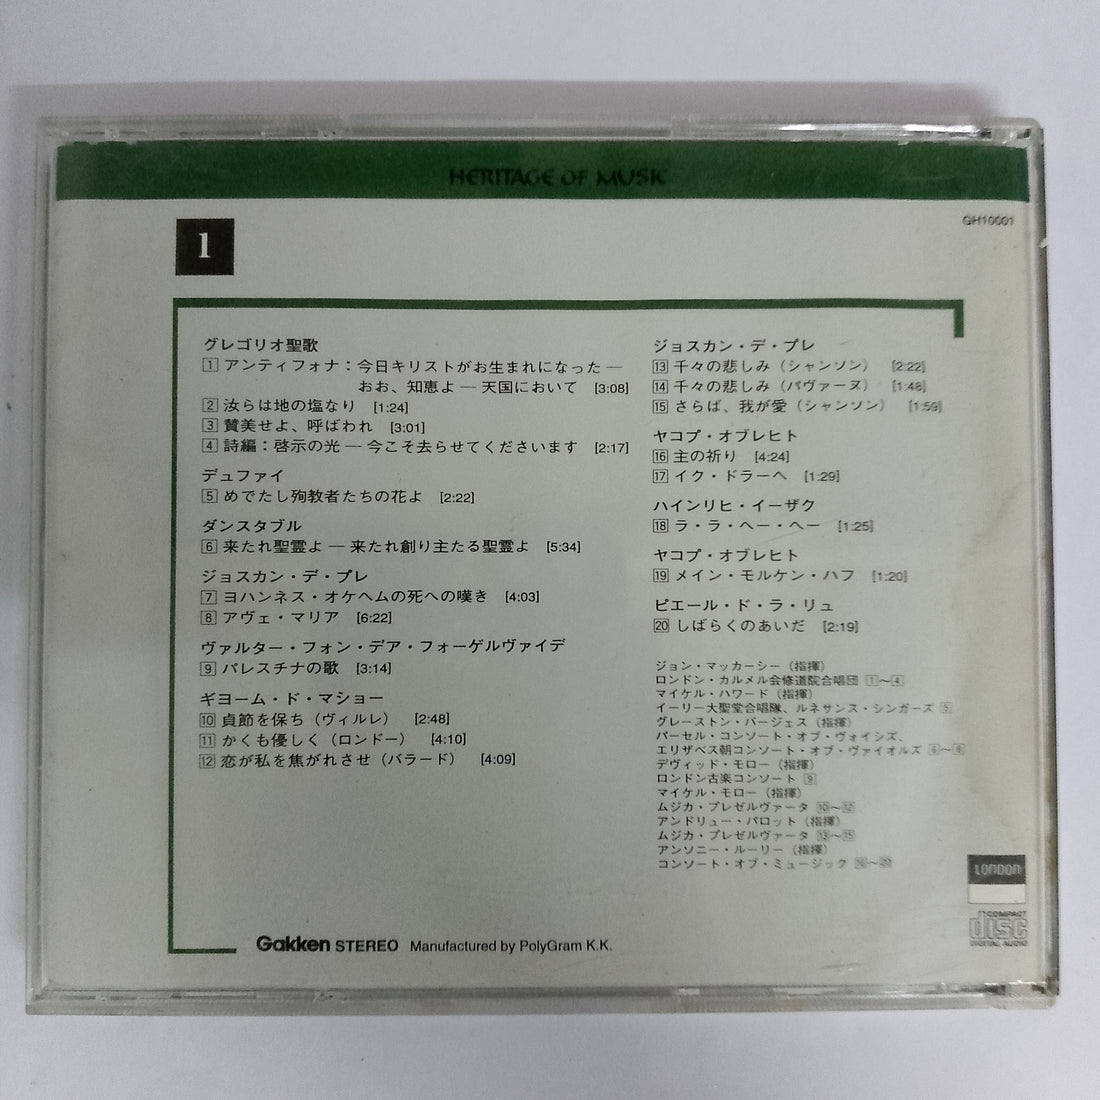 HERITAGE OF MUSIC
GH10001
1
グレゴリオ聖歌
1 アンティフォナ：今日キリストがお生まれになった ―
おお、知恵よ ― 天国において [3:08]
2 汝らは地の塩なり [1:24]
3 賛美せよ、呼ばわれ [3:01]
4 詩編：啓示の光 ― 今こそ去らせてくださいます [2:17]
デュファイ
5 めでたし殉教者たちの花よ [2:22]
ダンスタブル
6 来たれ聖霊よ ― 来たれ創り主たる聖霊よ [5:34]
ジョスカン・デ・プレ
7 ヨハンネス・オケヘムの死への嘆き [4:03]
8 アヴェ・マリア [6:22]
ヴァルター・フォン・デア・フォーゲルヴァイデ
9 パレスチナの歌 [3:14]
ギヨーム・ド・マショー
10 貞節を保ち（ヴィルレ） [2:48]
11 かくも優しく（ロンドー） [4:10]
12 恋が私を焦がれさせ（バラード） [4:09]
ジョスカン・デ・プレ
13 千々の悲しみ（シャンソン） [2:22]
14 千々の悲しみ（パヴァーヌ） [1:48]
15 さらば、我が愛（シャンソン） [1:59]
ヤコプ・オブレヒト
16 主の祈り [4:24]
17 イク・ドラーヘ [1:29]
ハインリヒ・イーザク
18 ラ・ラ・ヘー・ヘー [1:25]
ヤコプ・オブレヒト
19 メイン・モルケン・ハフ [1:20]
ピエール・ド・ラ・リュ
20 しばらくのあいだ [2:19]
ジョン・マッカーシー（指揮）
ロンドン・カルメル会修道院合唱団 1〜4
マイケル・ハワード（指揮）
イーリー大聖堂合唱隊、ルネサンス・シンガーズ 5
グレーストン・バージェス（指揮）
パーセル・コンソート・オブ・ヴォイシズ、
エリザベス朝コンソート・オブ・ヴァイオルズ 6〜8
デヴィッド・モロー（指揮）
ロンドン古楽コンソート 9
マイケル・モロー（指揮）
ムジカ・プレゼルヴァータ 10〜12
アンドリュー・パロット（指揮）
ムジカ・プレゼルヴァータ 13〜15
アンソニー・ルーリー（指揮）
コンソート・オブ・ミュージック 16〜20
LONDON
COMPACT
disc
DIGITAL AUDIO
Gakken STEREO Manufactured by PolyGram K.K.